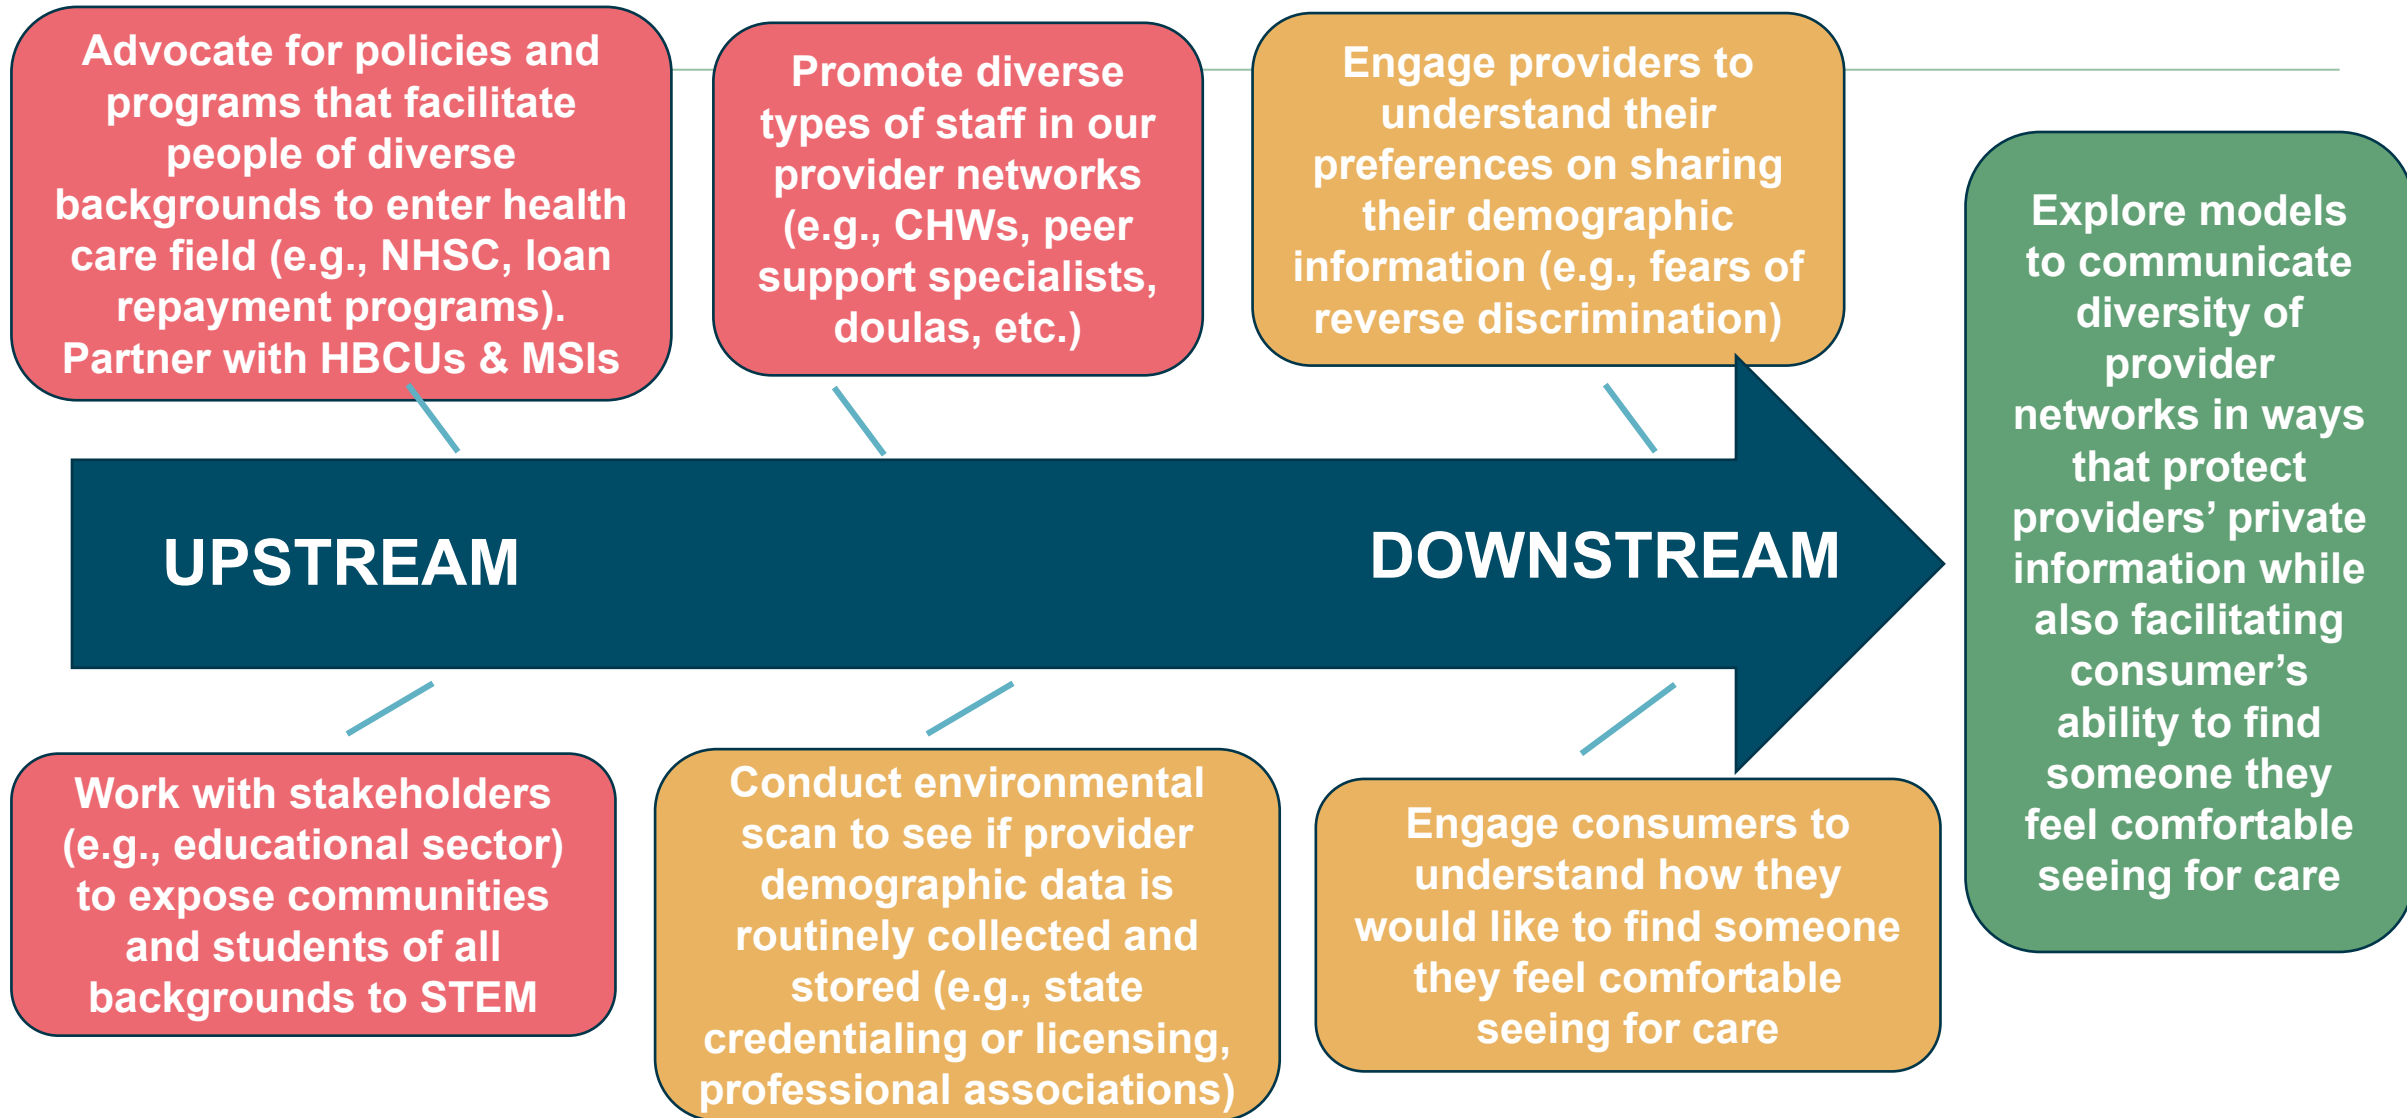 Advocate for policies and
programs that facilitate
people of diverse
backgrounds to enter health
care field (e.g., NHSC, loan
repayment programs).
Partner with HBCUs & MSIs
Promote diverse
types of staff in our
provider networks
(e.g., CHWs, peer
support specialists,
doulas, etc.)
Engage providers to
understand their
preferences on sharing
their demographic
information (e.g., fears of
reverse discrimination)
UPSTREAM
DOWNSTREAM
Work with stakeholders
(e.g., educational sector)
to expose communities
and students of all
backgrounds to STEM
Conduct environmental
scan to see if provider
demographic data is
routinely collected and
stored (e.g., state
credentialing or licensing,
professional associations)
Engage consumers to
understand how they
would like to find someone
they feel comfortable
seeing for care
Explore models
to communicate
diversity of
provider
networks in ways
that protect
providers’ private
information while
also facilitating
consumer’s
ability to find
someone they
feel comfortable
seeing for care